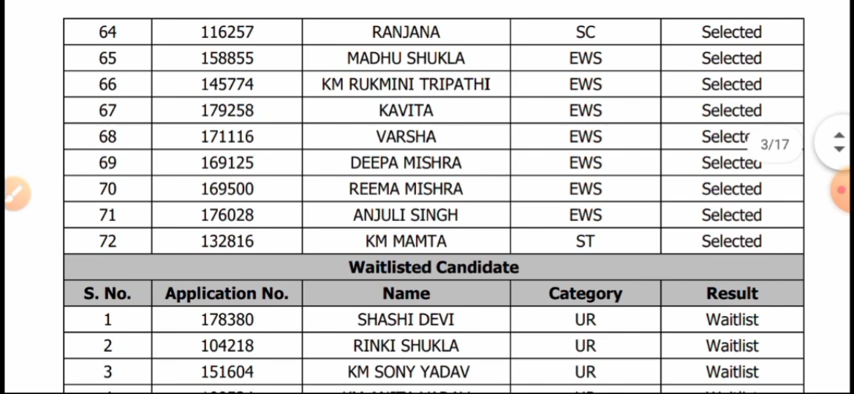 64 116257 RANJANA SC Selected
65 158855 MADHU SHUKLA EWS Selected
66 145774 KM RUKMINI TRIPATHI EWS Selected
67 179258 KAVITA EWS Selected
68 171116 VARSHA EWS
3/17
69 169125 DEEPA MISHRA EWS Selected
70 169500 REEMA MISHRA EWS Selected
71 176028 ANJULI SINGH EWS Selected
72 132816 KM MAMTA ST Selected
Waitlisted Candidate
S. No. Application No. Name Category Result
1 178380 SHASHI DEVI UR Waitlist
2 104218 RINKI SHUKLA UR Waitlist
3 151604 KM SONY YADAV UR Waitlist